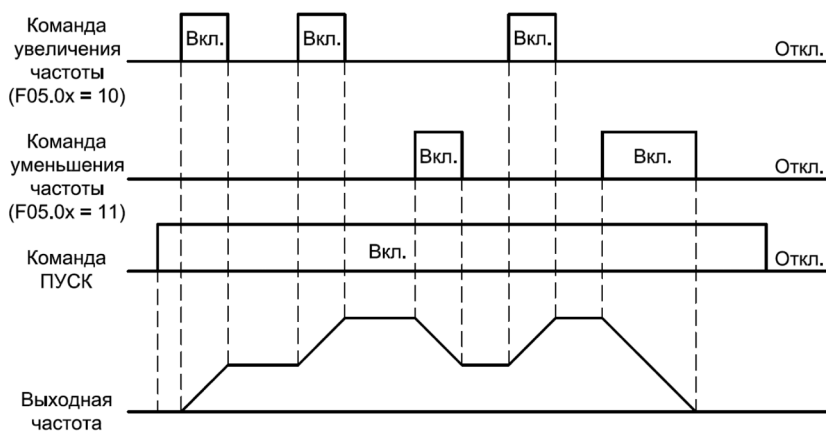 Команда
увеличения
частоты
(F05.0x = 10)
Вкл.
Вкл.
Вкл.
Откл.
Команда
уменьшения
частоты
(F05.0x = 11)
Вкл.
Вкл.
Откл.
Команда
ПУСК
Вкл.
Откл.
Выходная
частота